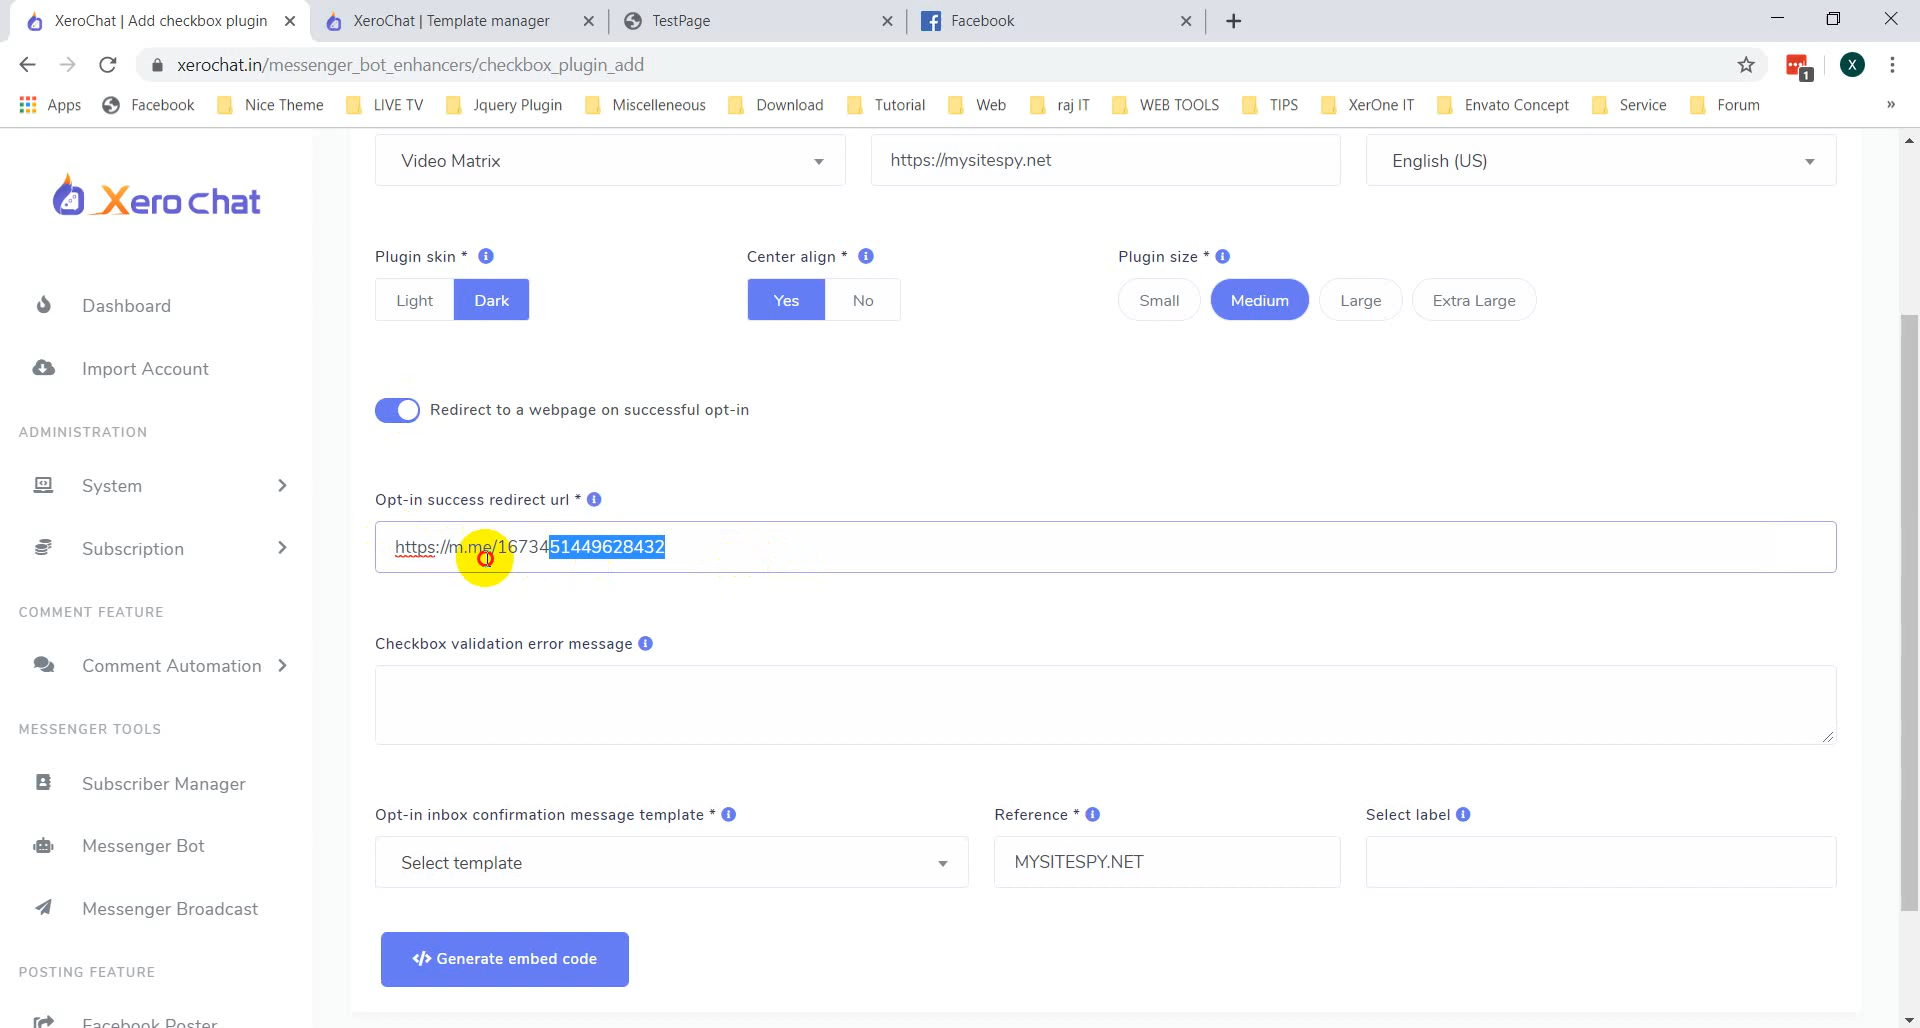 XeroChat | Add checkbox plugin
XeroChat | Template manager
TestPage
Facebook
xerochat.in/messenger_bot_enhancers/checkbox_plugin_add
1
X
Apps
Facebook
Nice Theme
LIVE TV
Jquery Plugin
Miscelleneous
Download
Tutorial
Web
raj IT
WEB TOOLS
TIPS
XerOne IT
Envato Concept
Service
Forum
»
Xero Chat
Dashboard
Import Account
ADMINISTRATION
System
Subscription
COMMENT FEATURE
Comment Automation
MESSENGER TOOLS
Subscriber Manager
Messenger Bot
Messenger Broadcast
POSTING FEATURE
Facebook Poster
Video Matrix
https://mysitespy.net
English (US)
Plugin skin *
Light
Dark
Center align *
Yes
No
Plugin size *
Small
Medium
Large
Extra Large
Redirect to a webpage on successful opt-in
Opt-in success redirect url *
https://m.me/1673451449628432
Checkbox validation error message
Opt-in inbox confirmation message template *
Select template
Reference *
MYSITESPY.NET
Select label
</> Generate embed code